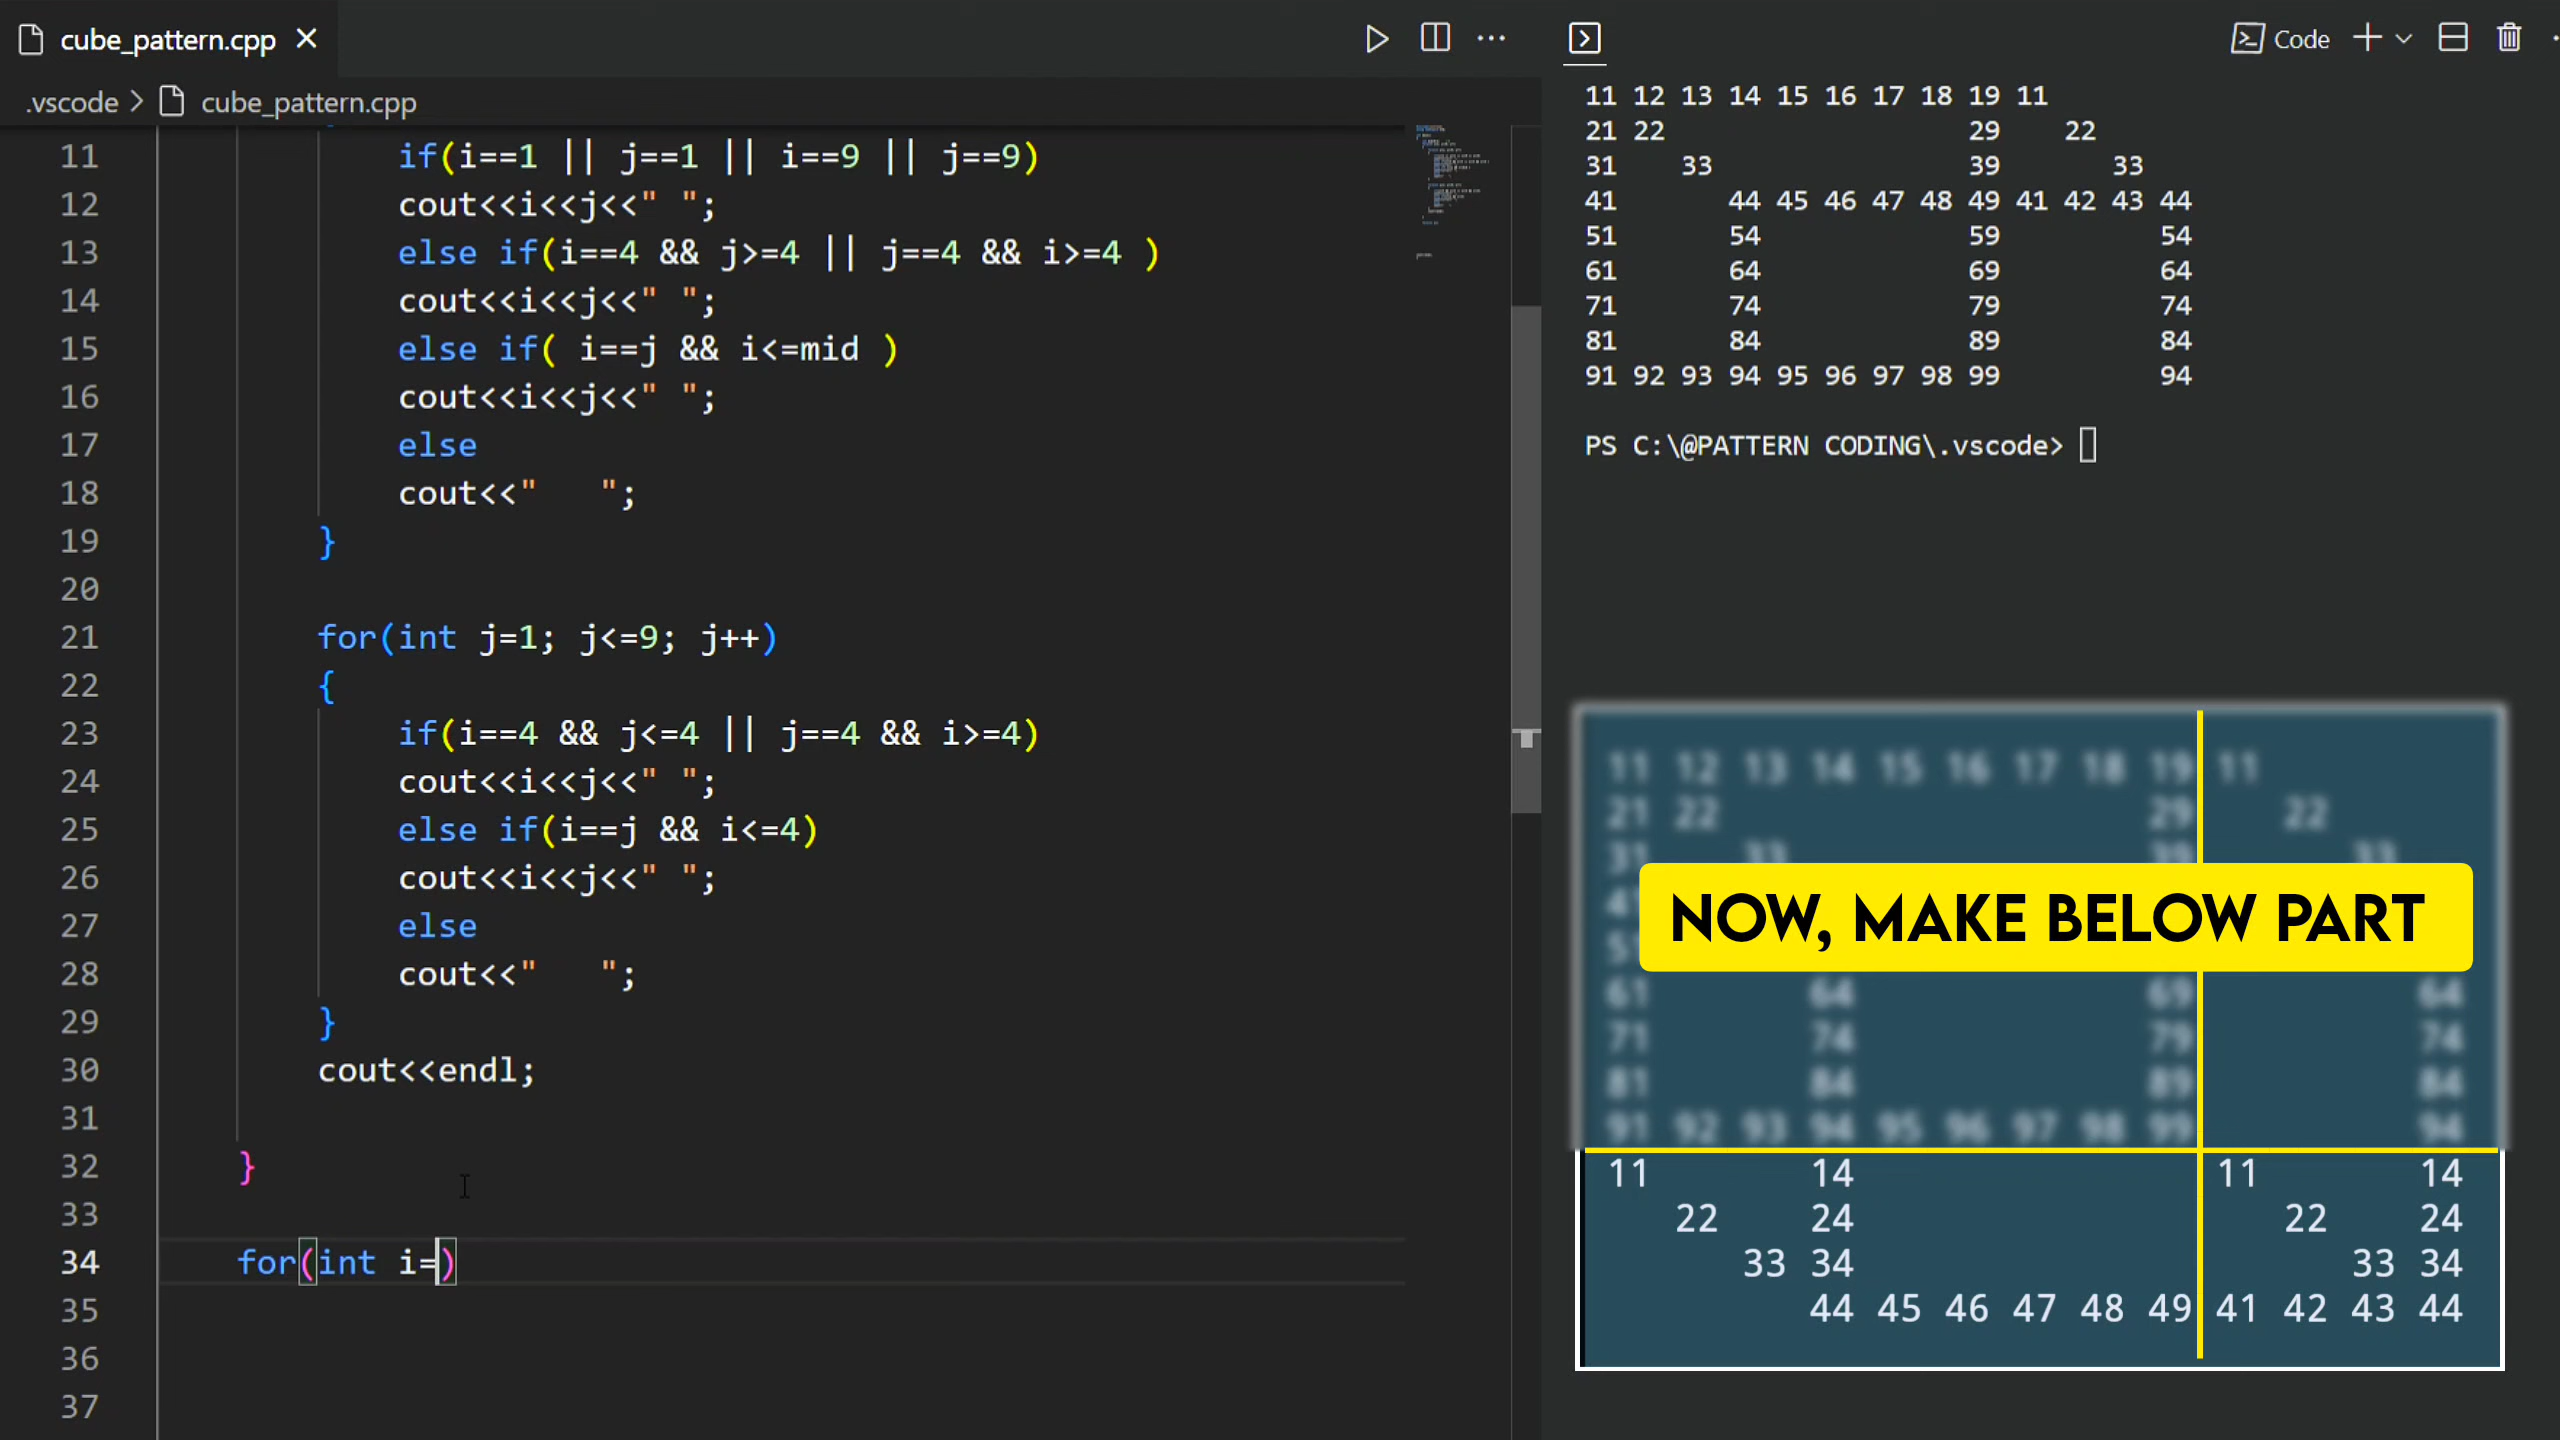 cube_pattern.cpp
.vscode > cube_pattern.cpp
11 if(i==1 || j==1 || i==9 || j==9)
12 cout<<i<<j<<" ";
13 else if(i==4 && j>=4 || j==4 && i>=4 )
14 cout<<i<<j<<" ";
15 else if( i==j && i<=mid )
16 cout<<i<<j<<" ";
17 else
18 cout<<"   ";
19 }
20
21 for(int j=1; j<=9; j++)
22 {
23 if(i==4 && j<=4 || j==4 && i>=4)
24 cout<<i<<j<<" ";
25 else if(i==j && i<=4)
26 cout<<i<<j<<" ";
27 else
28 cout<<"   ";
29 }
30 cout<<endl;
31
32 }
33
34 for(int i=)
35
36
37
Code
11 12 13 14 15 16 17 18 19 11
21 22 29 22
31 33 39 33
41 44 45 46 47 48 49 41 42 43 44
51 54 59 54
61 64 69 64
71 74 79 74
81 84 89 84
91 92 93 94 95 96 97 98 99 94
PS C:\@PATTERN CODING\.vscode>
11 12 13 14 15 16 17 18 19 11
21 22 29 22
31 33 39 33
NOW, MAKE BELOW PART
61 64 69 64
71 74 79 74
81 84 89 84
91 92 93 94 95 96 97 98 99 94
11 14 11 14
22 24 22 24
33 34 33 34
44 45 46 47 48 49 41 42 43 44